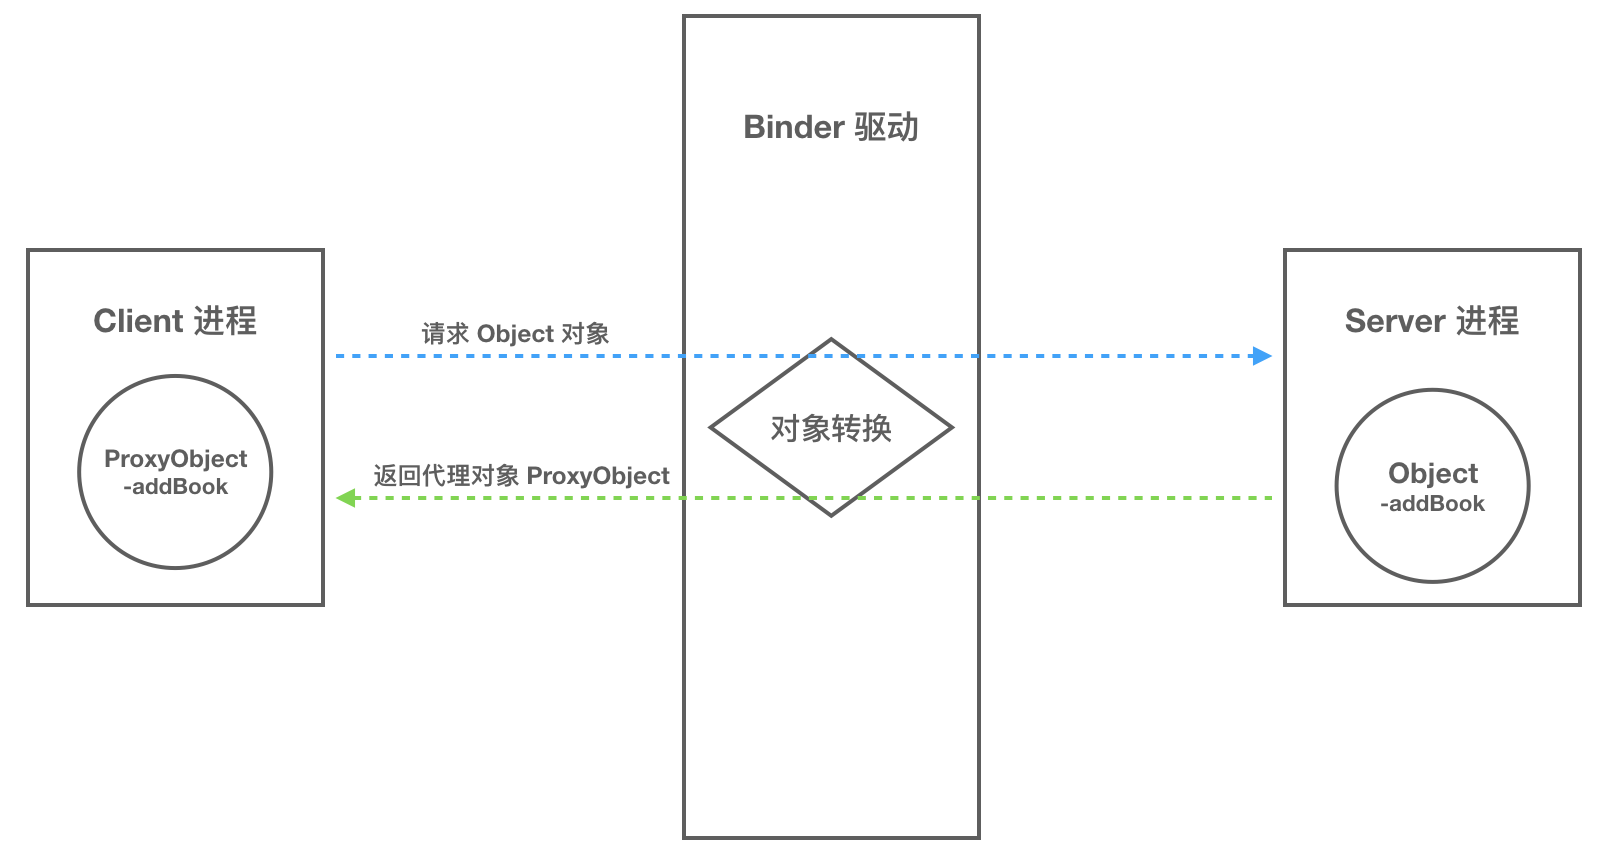 Binder 驱动
Client 进程
ProxyObject
-addBook
请求 Object 对象
对象转换
返回代理对象 ProxyObject
Server 进程
Object
-addBook